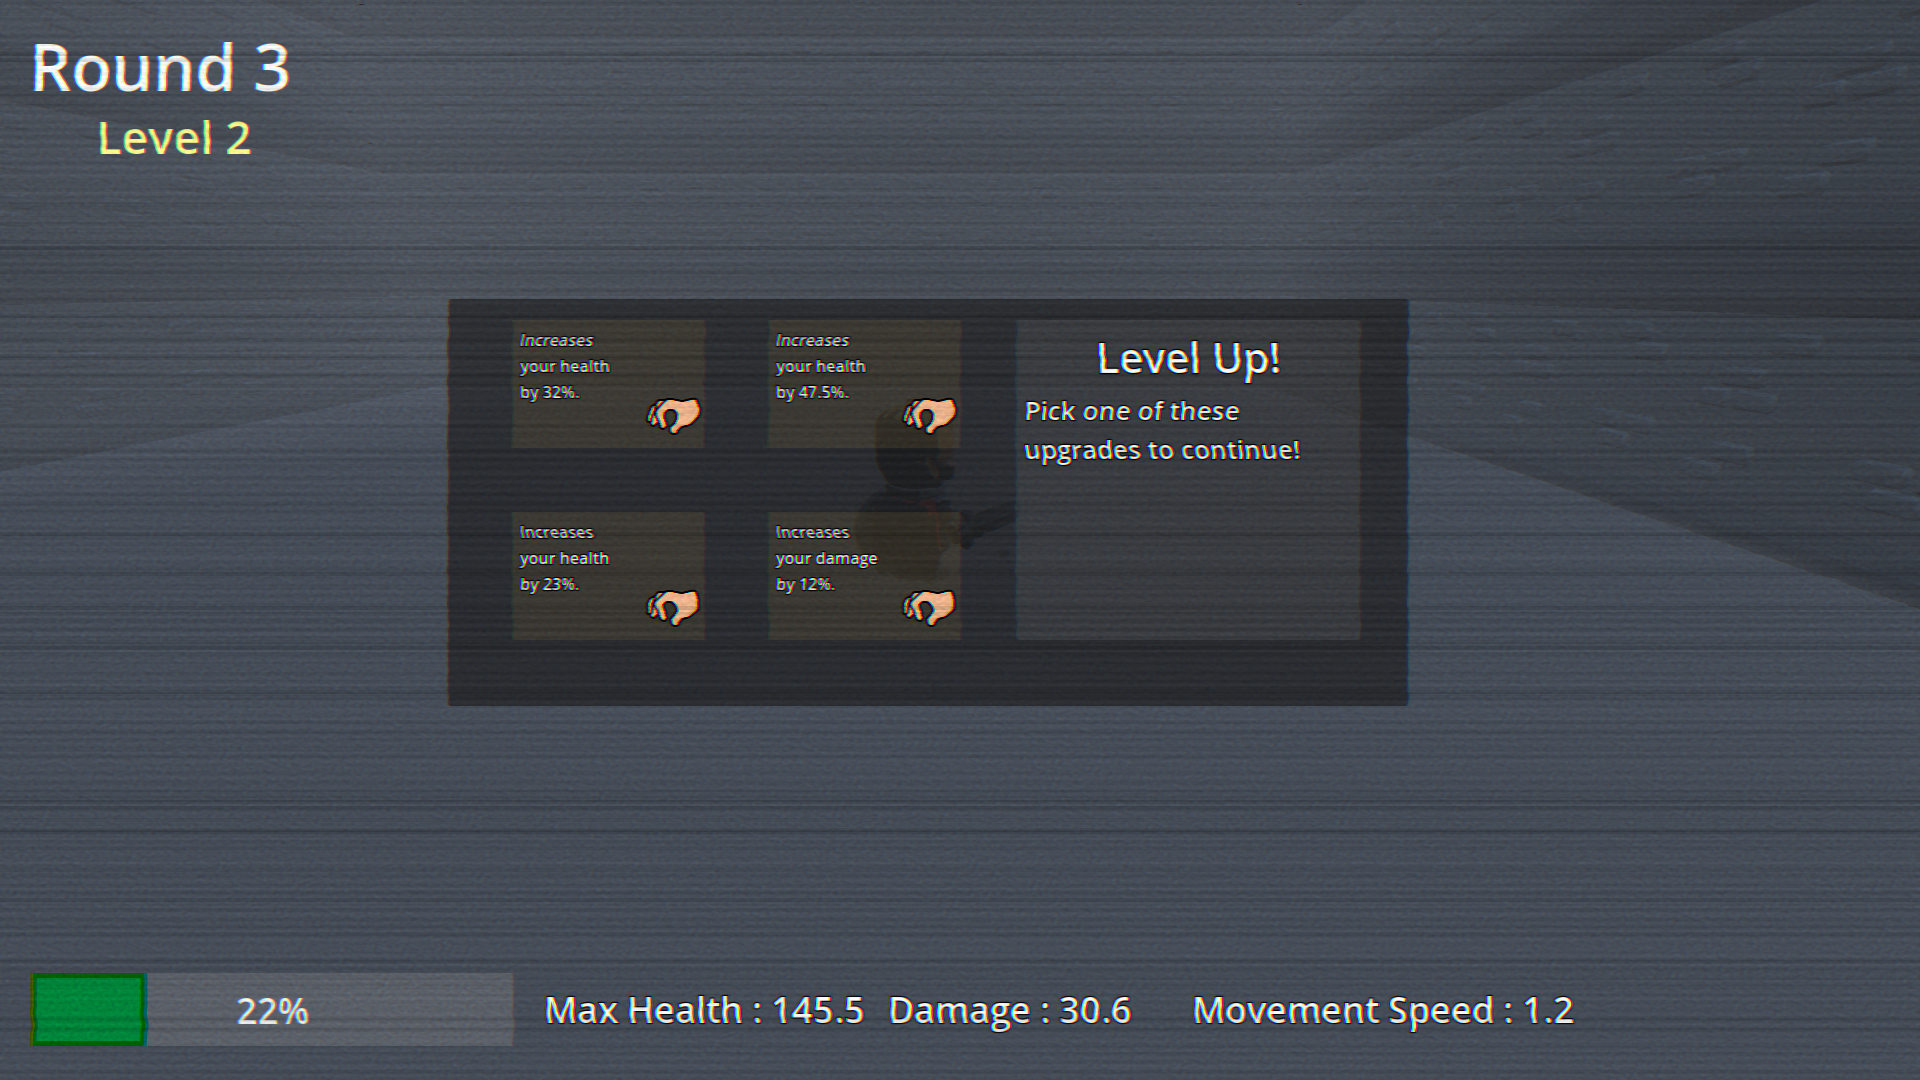 Round 3
Level 2
Increases
your health
by 32%.
Increases
your health
by 47.5%.
Level Up!
Pick one of these
upgrades to continue!
Increases
your health
by 23%.
Increases
your damage
by 12%.
22%
Max Health : 145.5
Damage : 30.6
Movement Speed : 1.2